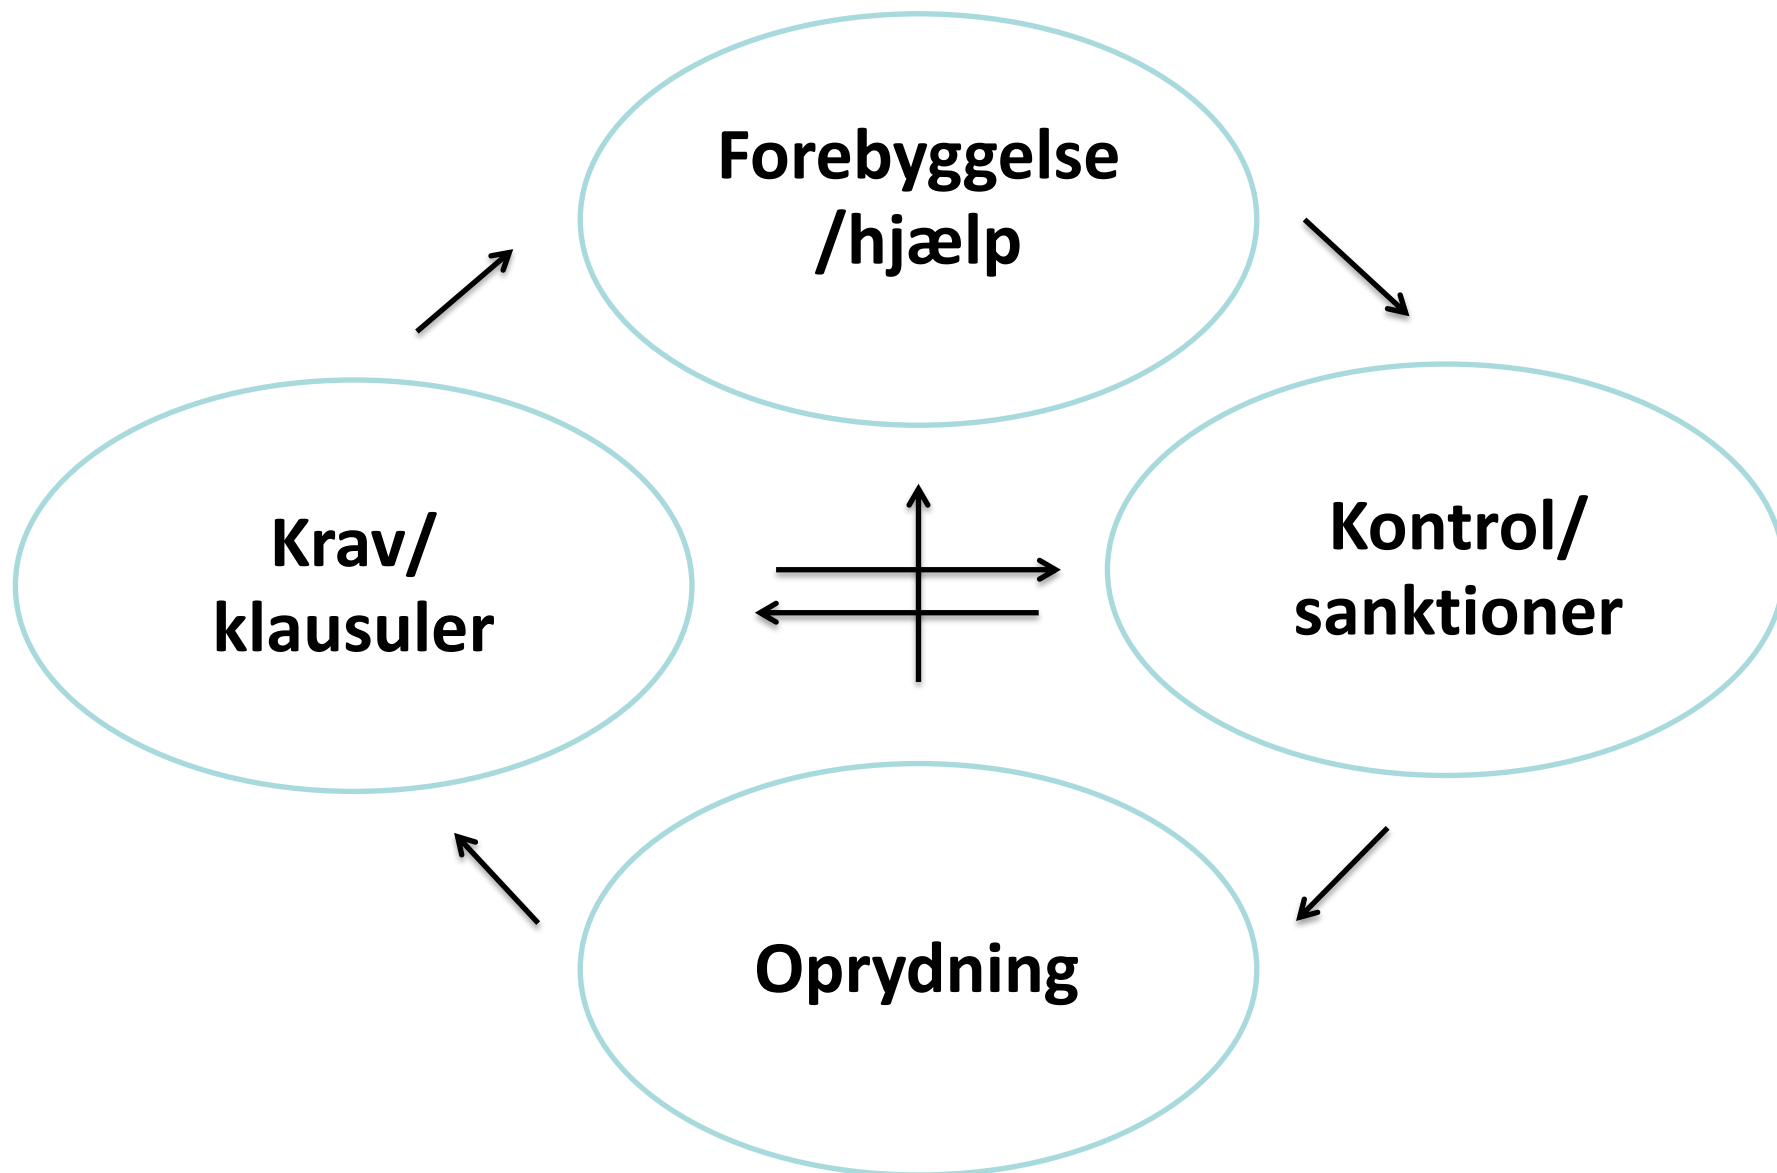 Forebyggelse
/hjælp
Krav/
klausuler
Kontrol/
sanktioner
Oprydning